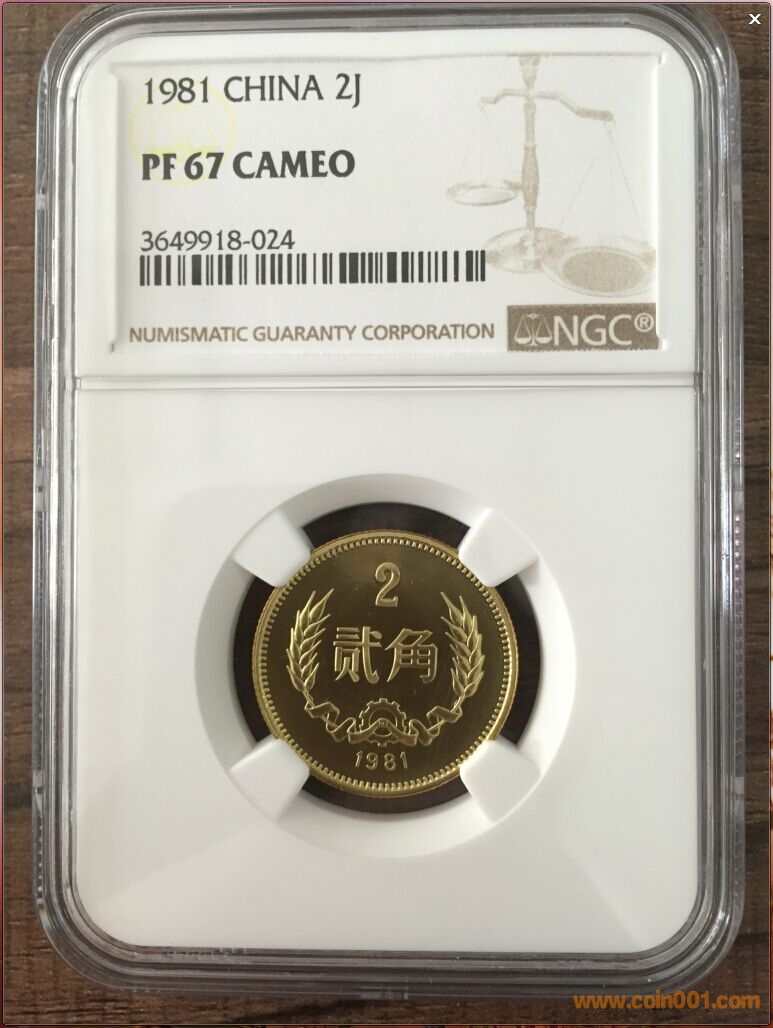 1981 CHINA 2J
PF 67 CAMEO
3649918-024
NUMISMATIC GUARANTY CORPORATION
NGC®
2
贰角
1981
www.coin001.com